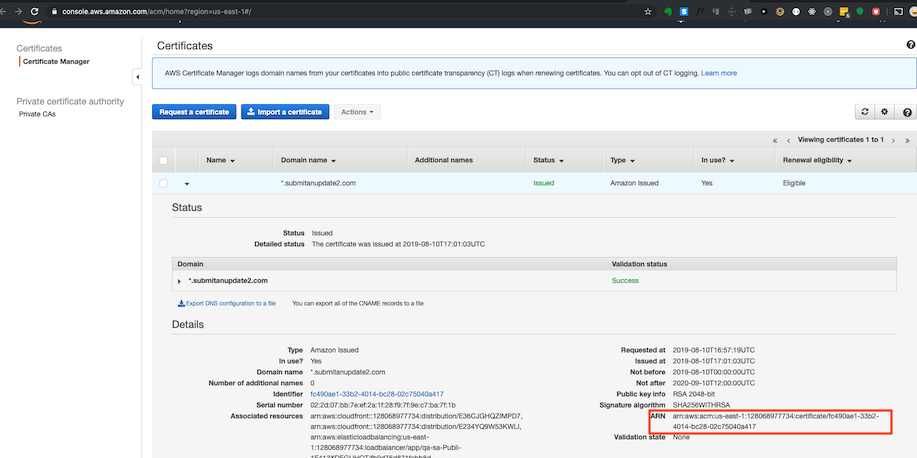 console.aws.amazon.com/acm/home?region=us-east-1#/
Certificates
Certificate Manager
Private certificate authority
Private CAs
Certificates
AWS Certificate Manager logs domain names from your certificates into public certificate transparency (CT) logs when renewing certificates. You can opt out of CT logging. Learn more
Request a certificate
Import a certificate
Actions
« ‹ Viewing certificates 1 to 1 › »
Name Domain name Additional names Status Type In use? Renewal eligibility
*.submitanupdate2.com Issued Amazon Issued Yes Eligible
Status
Status Issued
Detailed status The certificate was issued at 2019-08-10T17:01:03UTC
Domain Validation status
*.submitanupdate2.com Success
Export DNS configuration to a file You can export all of the CNAME records to a file
Details
Type Amazon Issued
In use? Yes
Domain name *.submitanupdate2.com
Number of additional names 0
Identifier fc490ae1-33b2-4014-bc28-02c75040a417
Serial number 02:2d:07:bb:7e:ef:2a:1f:28:f9:7f:9e:c7:ba:7f:1b
Associated resources arn:aws:cloudfront::128068977734:distribution/E36CJGHQZIMPD7,
arn:aws:cloudfront::128068977734:distribution/E234YQ9W53KWLI,
arn:aws:elasticloadbalancing:us-east-
1:128068977734:loadbalancer/app/qa-sa-Publi-
Requested at 2019-08-10T16:57:19UTC
Issued at 2019-08-10T17:01:03UTC
Not before 2019-08-10T00:00:00UTC
Not after 2020-09-10T12:00:00UTC
Public key info RSA 2048-bit
Signature algorithm SHA256WITHRSA
ARN arn:aws:acm:us-east-1:128068977734:certificate/fc490ae1-33b2-
4014-bc28-02c75040a417
Validation state None